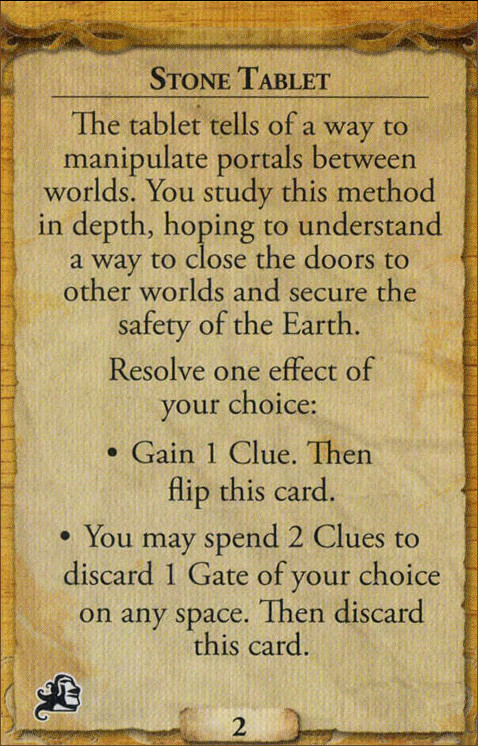 STONE TABLET
The tablet tells of a way to
manipulate portals between
worlds. You study this method
in depth, hoping to understand
a way to close the doors to
other worlds and secure the
safety of the Earth.
Resolve one effect of
your choice:
• Gain 1 Clue. Then
flip this card.
• You may spend 2 Clues to
discard 1 Gate of your choice
on any space. Then discard
this card.
2